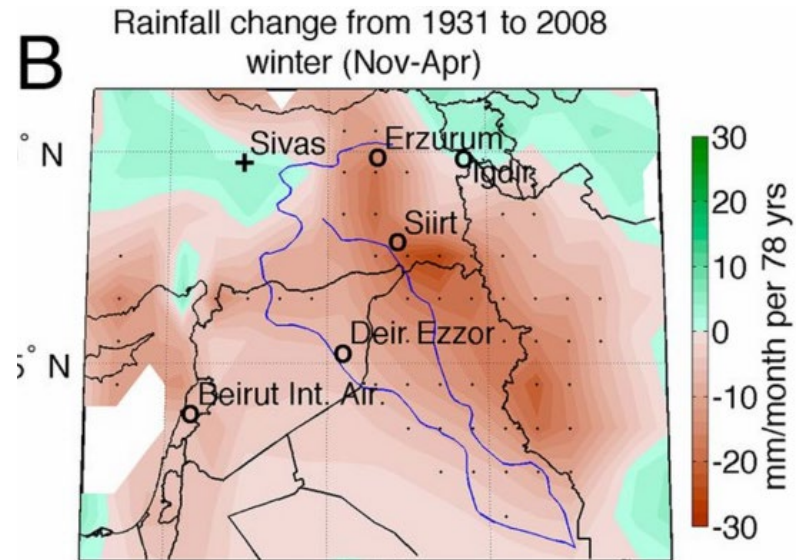 Rainfall change from 1931 to 2008
winter (Nov-Apr)
B
° N
Sivas
Erzurum
Igdir
Siirt
Deir. Ezzor
5° N
Beirut Int. Air.
30
20
10
0
-10
-20
-30
mm/month per 78 yrs